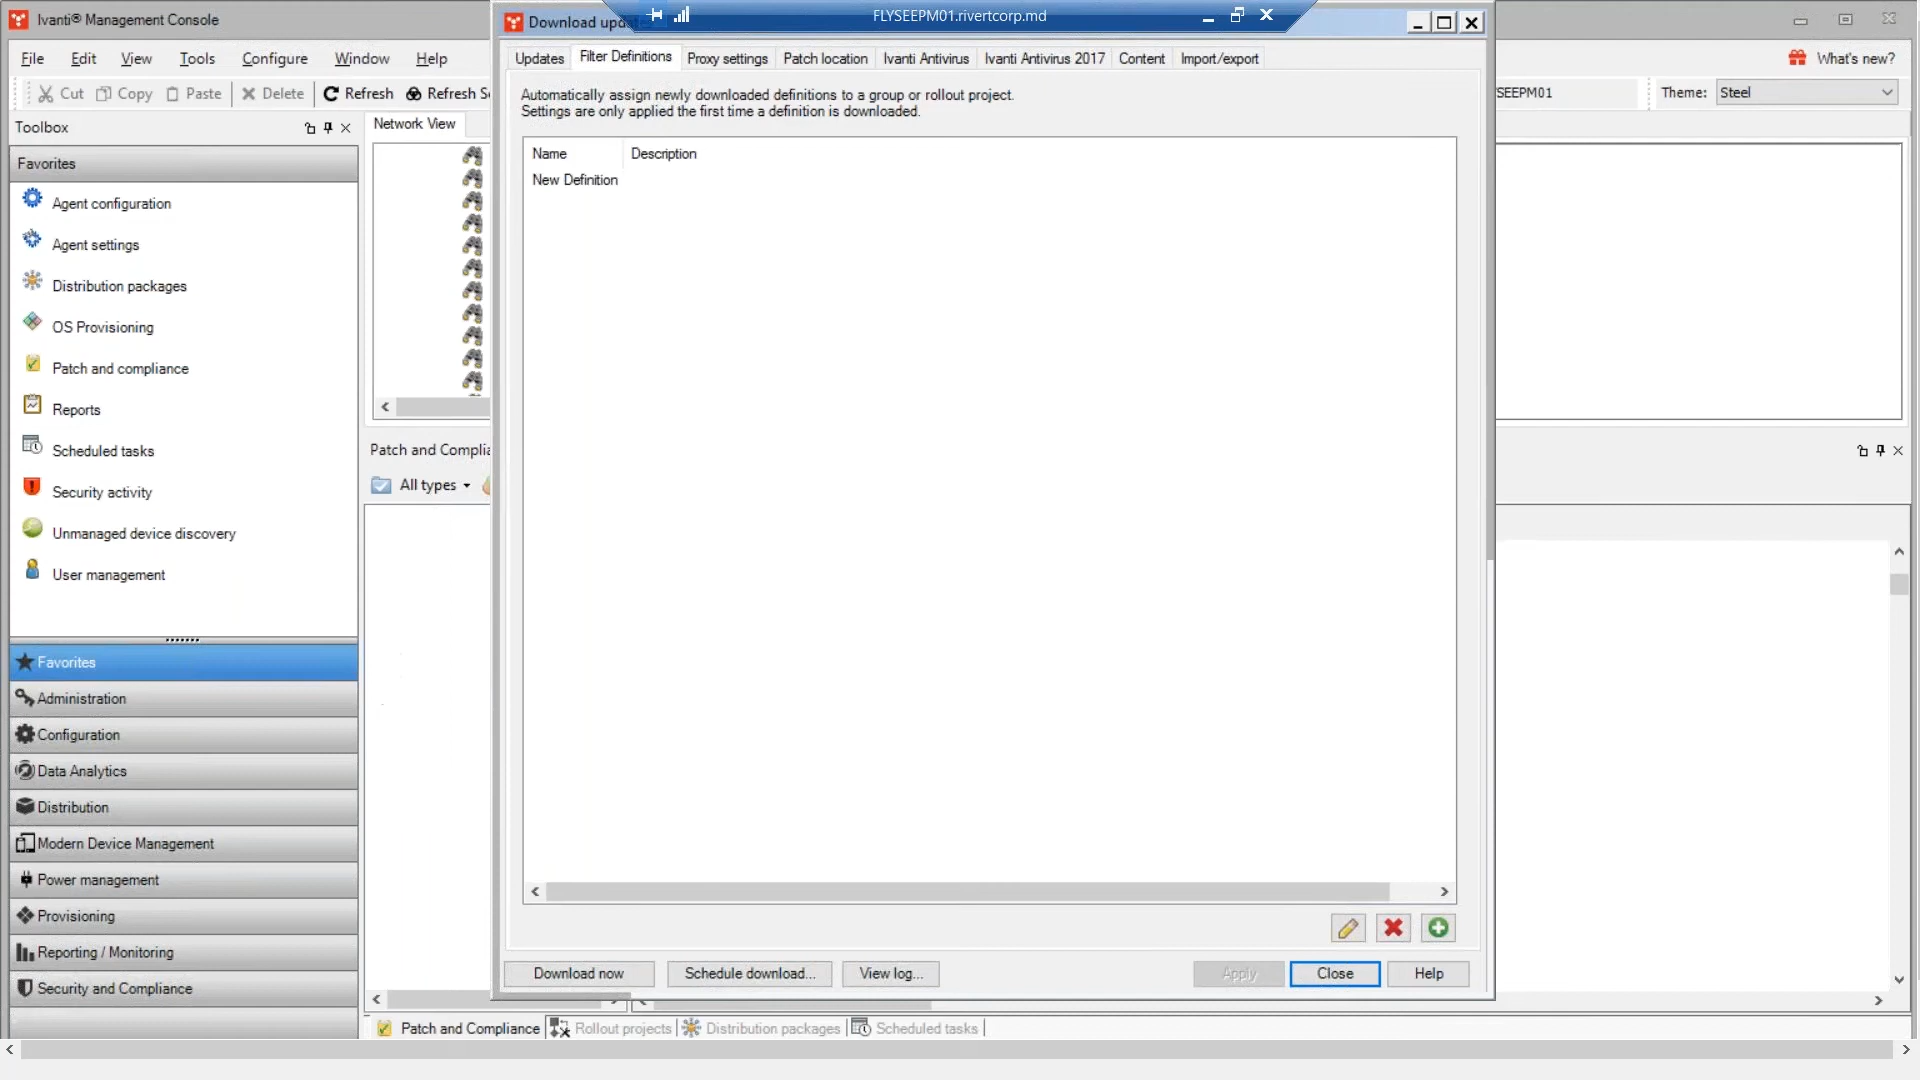 Ivanti® Management Console
Download upd
FLYSEEPM01.rivertcorp.md
File Edit View Tools Configure Window Help
What's new?
Cut Copy Paste Delete Refresh Refresh S
SEEPM01
Theme: Steel
Toolbox
Favorites
Agent configuration
Agent settings
Distribution packages
OS Provisioning
Patch and compliance
Reports
Scheduled tasks
Security activity
Unmanaged device discovery
User management
Favorites
Administration
Configuration
Data Analytics
Distribution
Modern Device Management
Power management
Provisioning
Reporting / Monitoring
Security and Compliance
Network View
Patch and Complia
All types
Updates Filter Definitions Proxy settings Patch location Ivanti Antivirus Ivanti Antivirus 2017 Content Import/export
Automatically assign newly downloaded definitions to a group or rollout project.
Settings are only applied the first time a definition is downloaded.
Name Description
New Definition
Download now Schedule download... View log... Apply Close Help
Patch and Compliance Rollout projects Distribution packages Scheduled tasks